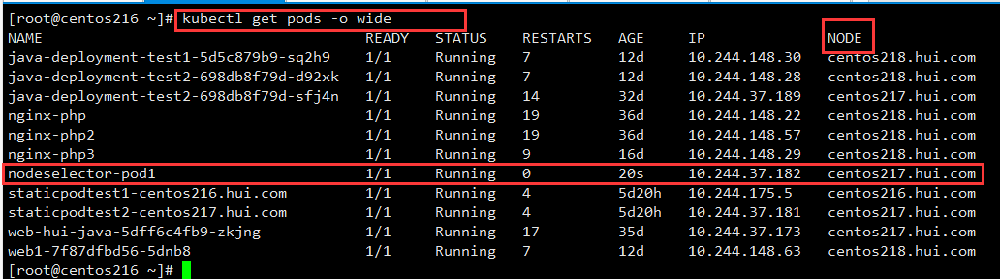 [root@centos216 ~]# kubectl get pods -o wide
NAME READY STATUS RESTARTS AGE IP NODE
java-deployment-test1-5d5c879b9-sq2h9 1/1 Running 7 12d 10.244.148.30 centos218.hui.com
java-deployment-test2-698db8f79d-d92xk 1/1 Running 7 12d 10.244.148.28 centos218.hui.com
java-deployment-test2-698db8f79d-sfj4n 1/1 Running 14 32d 10.244.37.189 centos217.hui.com
nginx-php 1/1 Running 19 36d 10.244.148.22 centos218.hui.com
nginx-php2 1/1 Running 19 36d 10.244.148.57 centos218.hui.com
nginx-php3 1/1 Running 9 16d 10.244.148.29 centos218.hui.com
nodeselector-pod1 1/1 Running 0 20s 10.244.37.182 centos217.hui.com
staticpodtest1-centos216.hui.com 1/1 Running 4 5d20h 10.244.175.5 centos216.hui.com
staticpodtest2-centos217.hui.com 1/1 Running 4 5d20h 10.244.37.181 centos217.hui.com
web-hui-java-5dff6c4fb9-zkjng 1/1 Running 17 35d 10.244.37.173 centos217.hui.com
web1-7f87dfbd56-5dnb8 1/1 Running 7 12d 10.244.148.63 centos218.hui.com
[root@centos216 ~]#